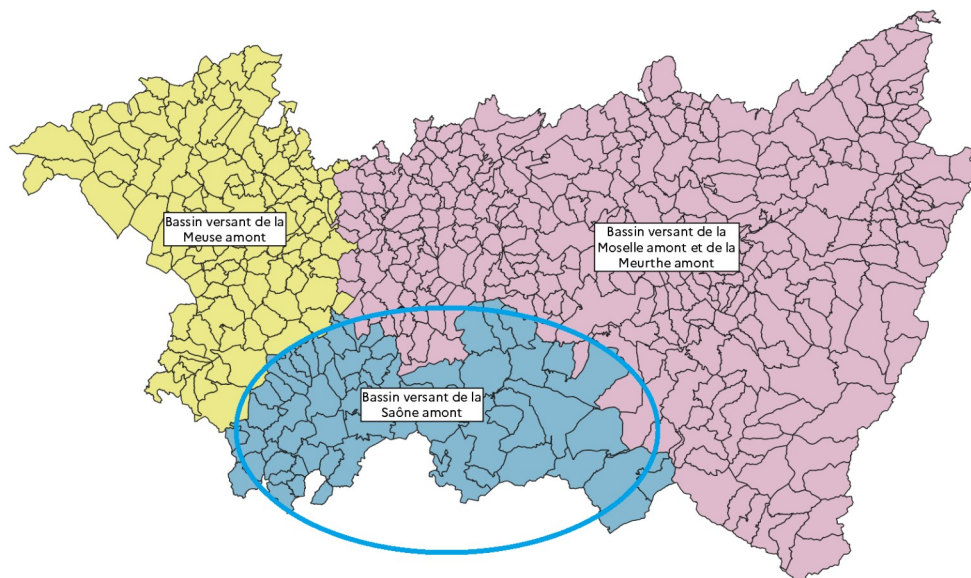 Bassin versant de la
Meuse amont
Bassin versant de la
Moselle amont et de la
Meurthe amont
Bassin versant de la
Saône amont